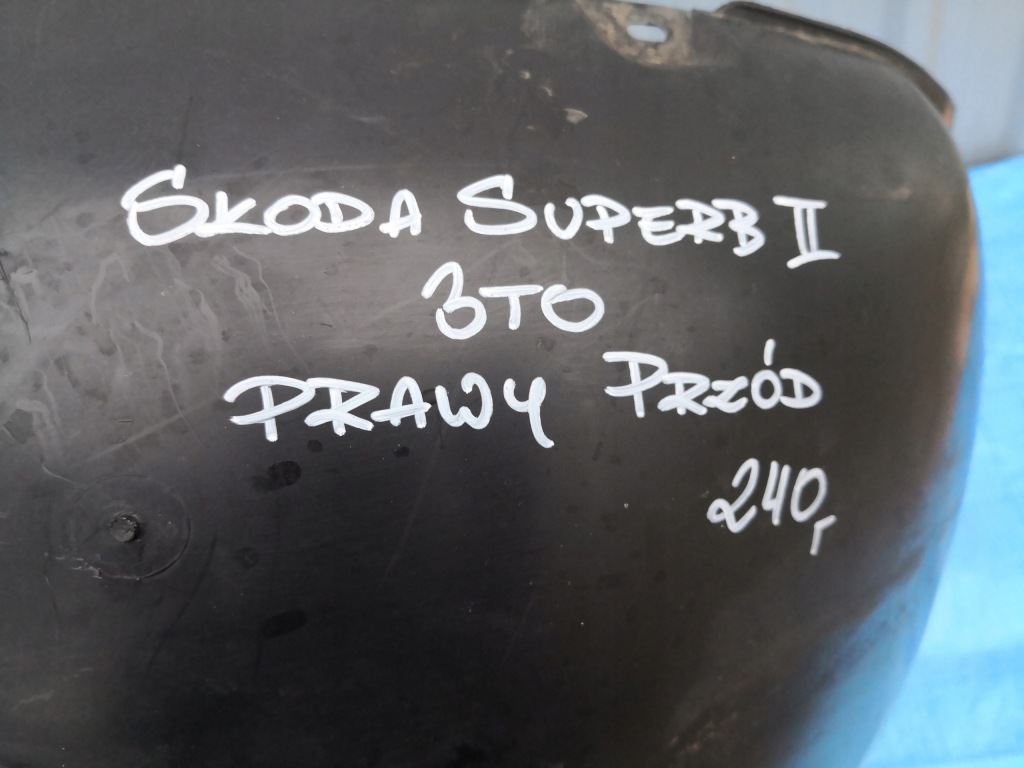 SKODA SUPERB II
3TO
PRAWY PRZÓD
240,-